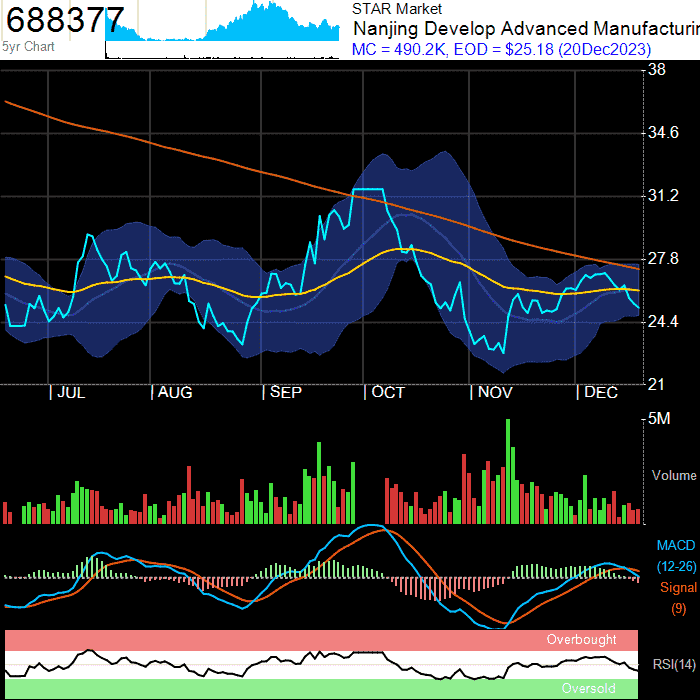 688377
5yr Chart
STAR Market
Nanjing Develop Advanced Manufacturin
MC = 490.2K, EOD = $25.18 (20Dec2023)
38
34.6
31.2
27.8
24.4
21
| JUL | AUG | SEP | OCT | NOV | DEC
5M
Volume
MACD
(12-26)
Signal
(9)
Overbought
RSI(14)
Oversold